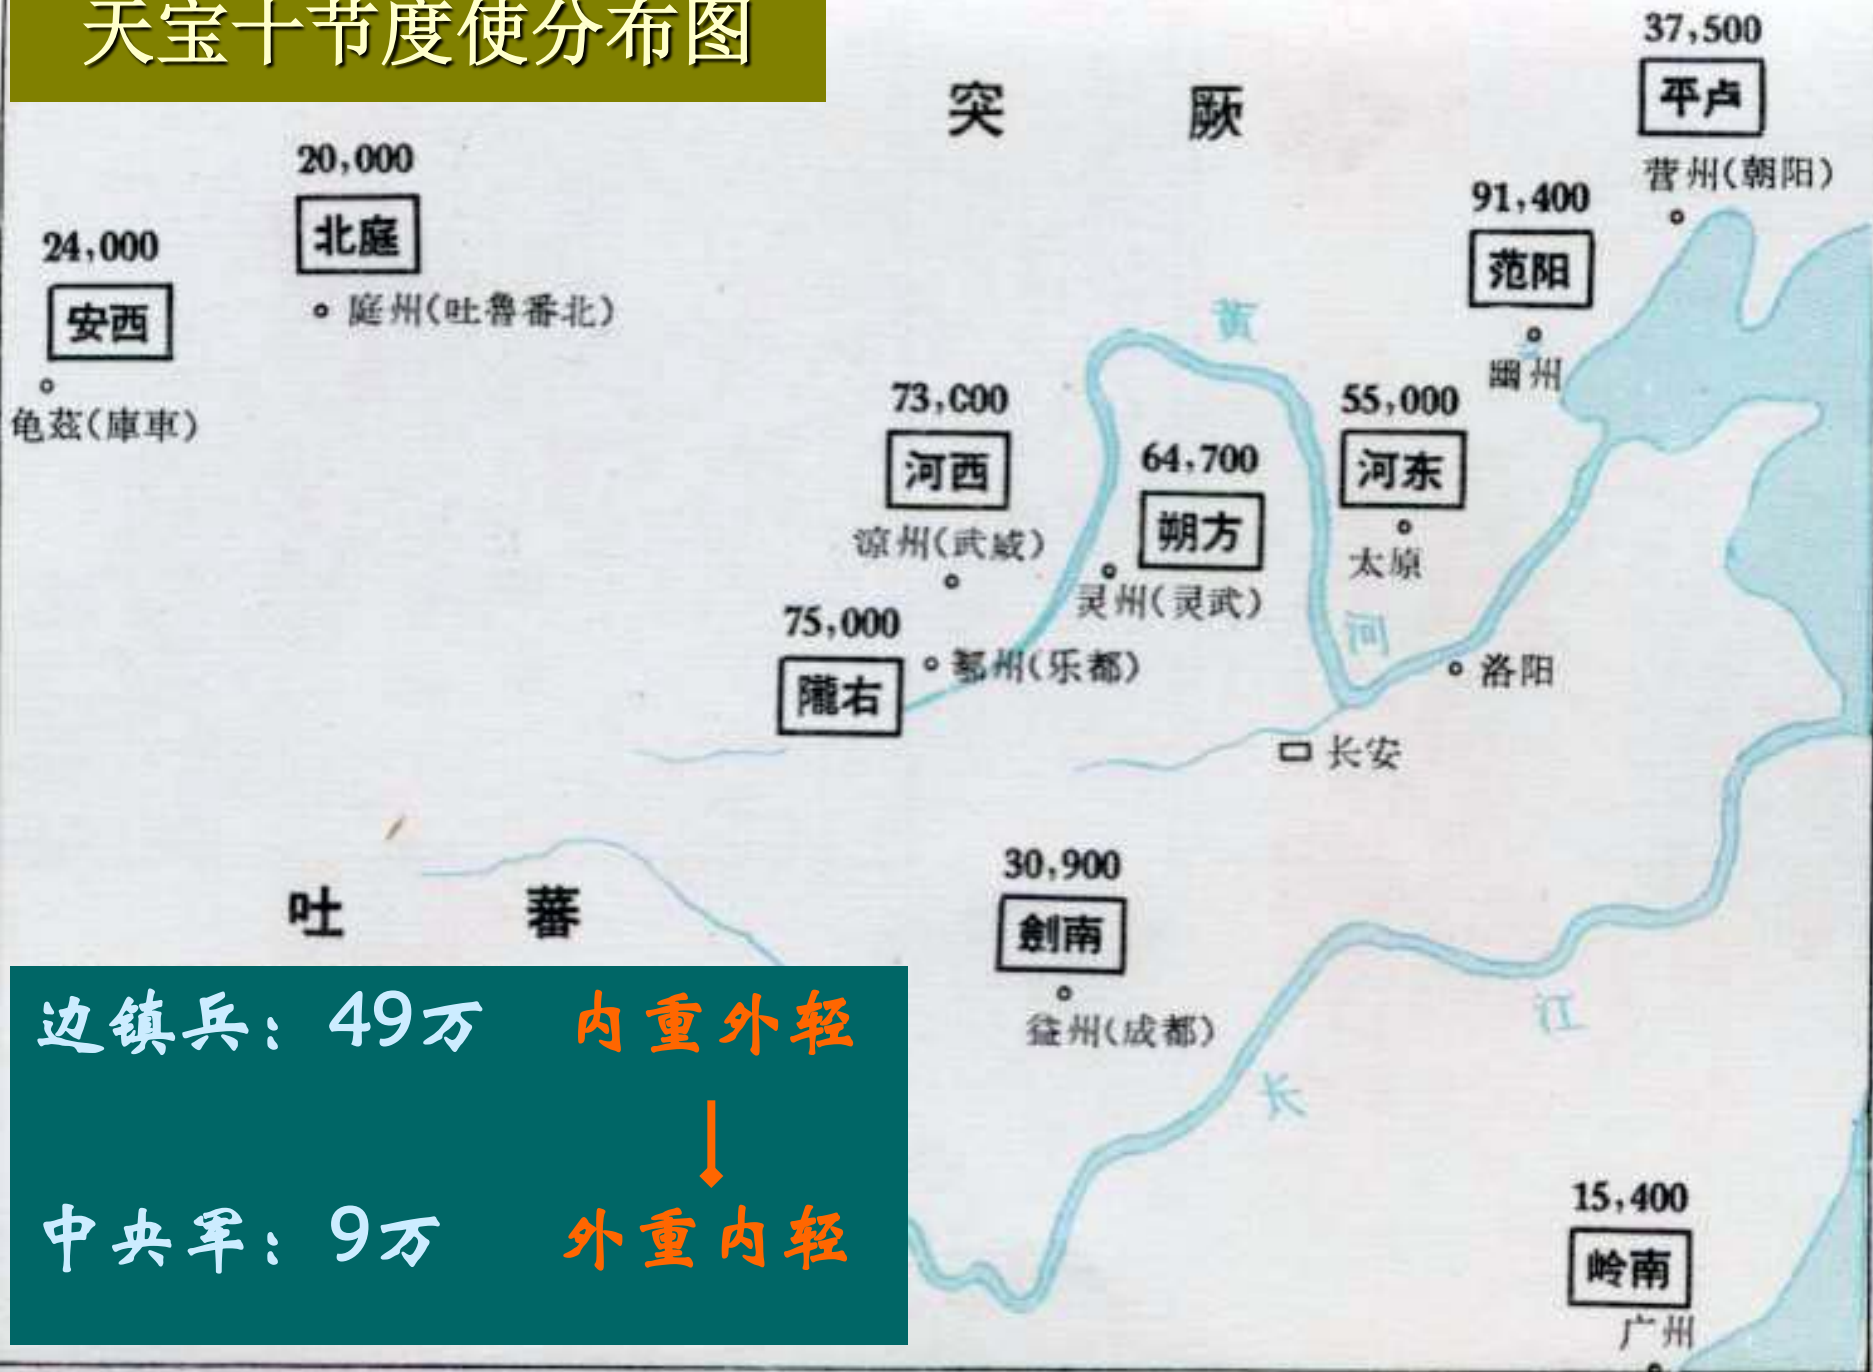 天宝十节度使分布图
37,500
平卢
营州(朝阳)
突厥
20,000
北庭
庭州(吐鲁番北)
91,400
范阳
幽州
24,000
安西
龟茲(庫車)
黄
73,000
河西
凉州(武威)
55,000
河东
太原
64,700
朔方
灵州(灵武)
75,000
隴右
鄯州(乐都)
河
洛阳
长安
30,900
劍南
益州(成都)
吐蕃
江
长
边镇兵：49万 内重外轻
中央军：9万 外重内轻
15,400
岭南
广州